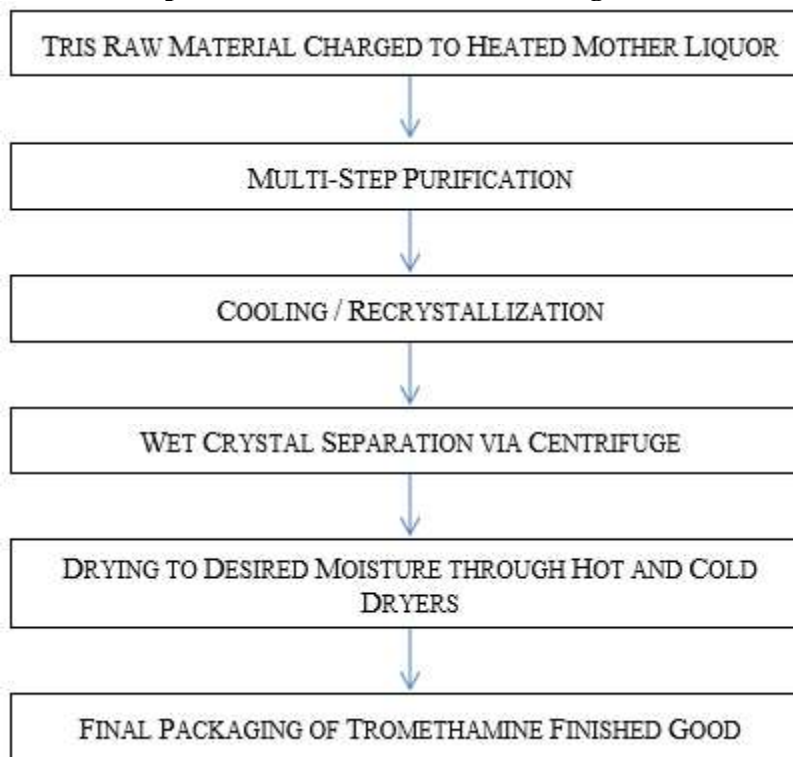 TRIS RAW MATERIAL CHARGED TO HEATED MOTHER LIQUOR
MULTI-STEP PURIFICATION
COOLING / RECRYSTALLIZATION
WET CRYSTAL SEPARATION VIA CENTRIFUGE
DRYING TO DESIRED MOISTURE THROUGH HOT AND COLD
DRYERS
FINAL PACKAGING OF TROMETHAMINE FINISHED GOOD